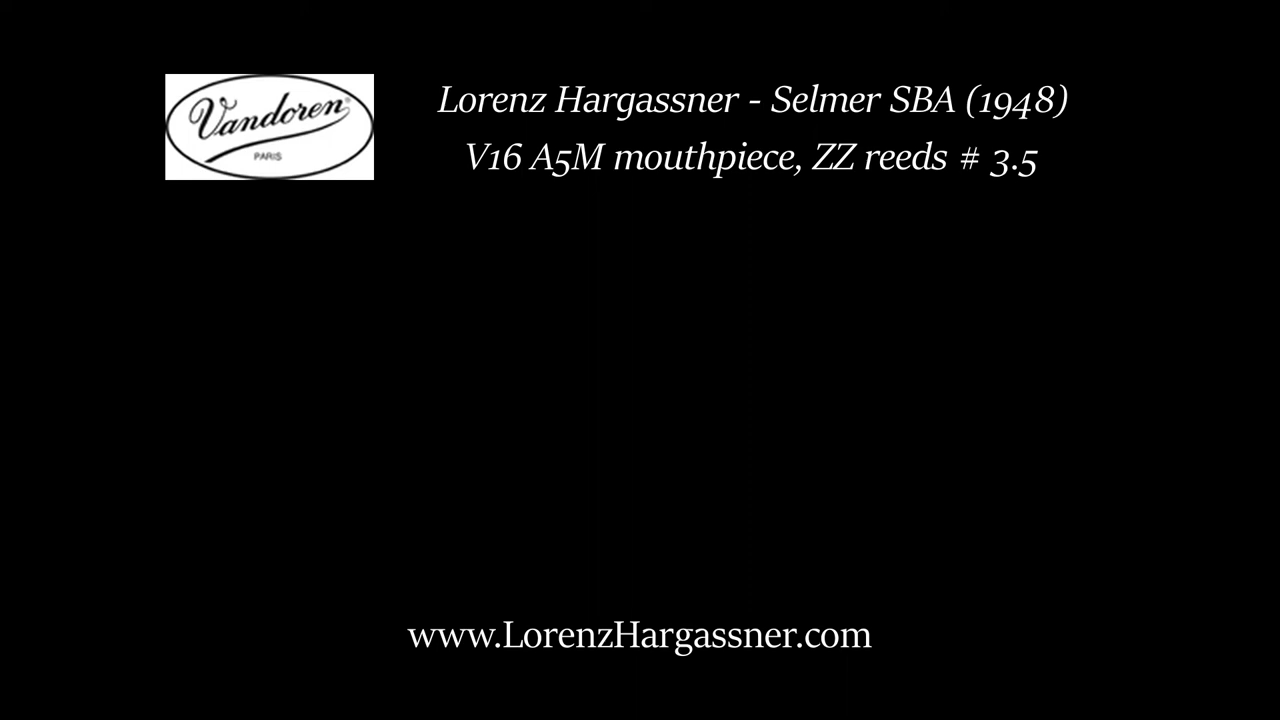 Vandoren®
PARIS
Lorenz Hargassner - Selmer SBA (1948)
V16 A5M mouthpiece, ZZ reeds # 3.5
www.LorenzHargassner.com